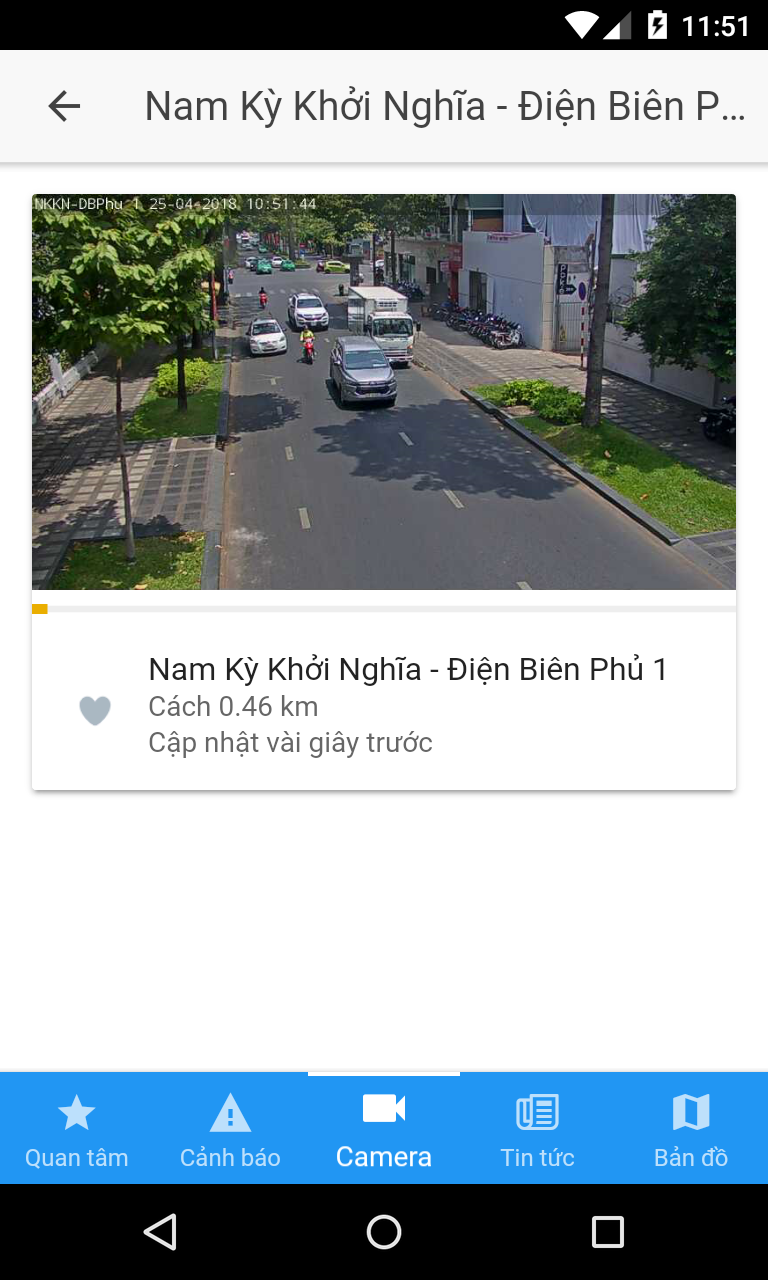 11:51
Nam Kỳ Khởi Nghĩa - Điện Biên P...
NKKN-DBPhu 1 25-04-2018 10:51:44
Nam Kỳ Khởi Nghĩa - Điện Biên Phủ 1
Cách 0.46 km
Cập nhật vài giây trước
Quan tâm
Cảnh báo
Camera
Tin tức
Bản đồ